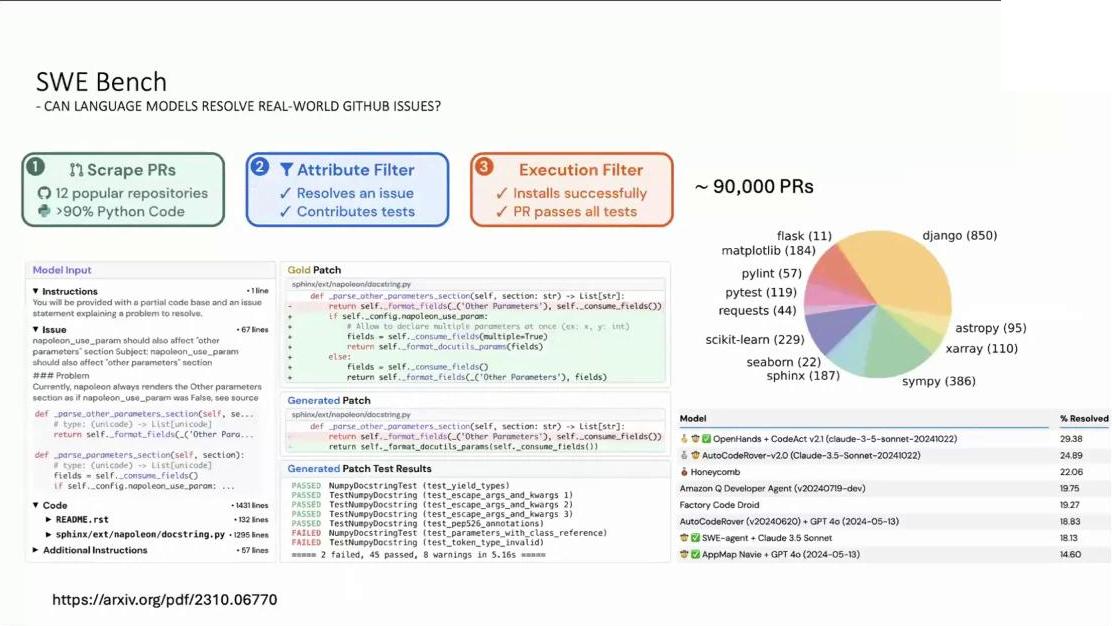 SWE Bench
- CAN LANGUAGE MODELS RESOLVE REAL-WORLD GITHUB ISSUES?
1 Scrape PRs
12 popular repositories
>90% Python Code
2 Attribute Filter
✓ Resolves an issue
✓ Contributes tests
3 Execution Filter
✓ Installs successfully
✓ PR passes all tests
~ 90,000 PRs
flask (11)
matplotlib (184)
pylint (57)
pytest (119)
requests (44)
scikit-learn (229)
seaborn (22)
sphinx (187)
django (850)
astropy (95)
xarray (110)
sympy (386)
Model Input
▼ Instructions • 1 line
You will be provided with a partial code base and an issue
statement explaining a problem to resolve.
▼ Issue • 67 lines
napoleon_use_param should also affect "other
parameters" section Subject: napoleon_use_param
should also affect "other parameters" section
### Problem
Currently, napoleon always renders the Other parameters
section as if napoleon_use_param was False, see source
def _parse_other_parameters_section(self, se...
# type: (unicode) -> List[unicode]
return self._format_fields(_('Other Para...
def _parse_parameters_section(self, section):
# type: (unicode) -> List[unicode]
fields = self._consume_fields()
if self._config.napoleon_use_param: ...
▼ Code • 1431 lines
► README.rst • 132 lines
► sphinx/ext/napoleon/docstring.py • 1295 lines
► Additional Instructions • 57 lines
Gold Patch
sphinx/ext/napoleon/docstring.py
def _parse_other_parameters_section(self, section: str) -> List[str]:
- return self._format_fields(_('Other Parameters'), self._consume_fields())
+ if self._config.napoleon_use_param:
+ # Allow to declare multiple parameters at once (ex: x, y: int)
+ fields = self._consume_fields(multiple=True)
+ return self._format_docutils_params(fields)
+ else:
+ fields = self._consume_fields()
+ return self._format_fields(_('Other Parameters'), fields)
Generated Patch
sphinx/ext/napoleon/docstring.py
def _parse_other_parameters_section(self, section: str) -> List[str]:
- return self._format_fields(_('Other Parameters'), self._consume_fields())
+ return self._format_docutils_params(self._consume_fields())
Generated Patch Test Results
PASSED NumpyDocstringTest (test_yield_types)
PASSED TestNumpyDocstring (test_escape_args_and_kwargs 1)
PASSED TestNumpyDocstring (test_escape_args_and_kwargs 2)
PASSED TestNumpyDocstring (test_escape_args_and_kwargs 3)
PASSED TestNumpyDocstring (test_pep526_annotations)
FAILED NumpyDocstringTest (test_parameters_with_class_reference)
FAILED TestNumpyDocstring (test_token_type_invalid)
===== 2 failed, 45 passed, 8 warnings in 5.16s =====
Model % Resolved
OpenHands + CodeAct v2.1 (claude-3-5-sonnet-20241022) 29.38
AutoCodeRover-v2.0 (Claude-3.5-Sonnet-20241022) 24.89
Honeycomb 22.06
Amazon Q Developer Agent (v20240719-dev) 19.75
Factory Code Droid 19.27
AutoCodeRover (v20240620) + GPT 4o (2024-05-13) 18.83
SWE-agent + Claude 3.5 Sonnet 18.13
AppMap Navie + GPT 4o (2024-05-13) 14.60
https://arxiv.org/pdf/2310.06770